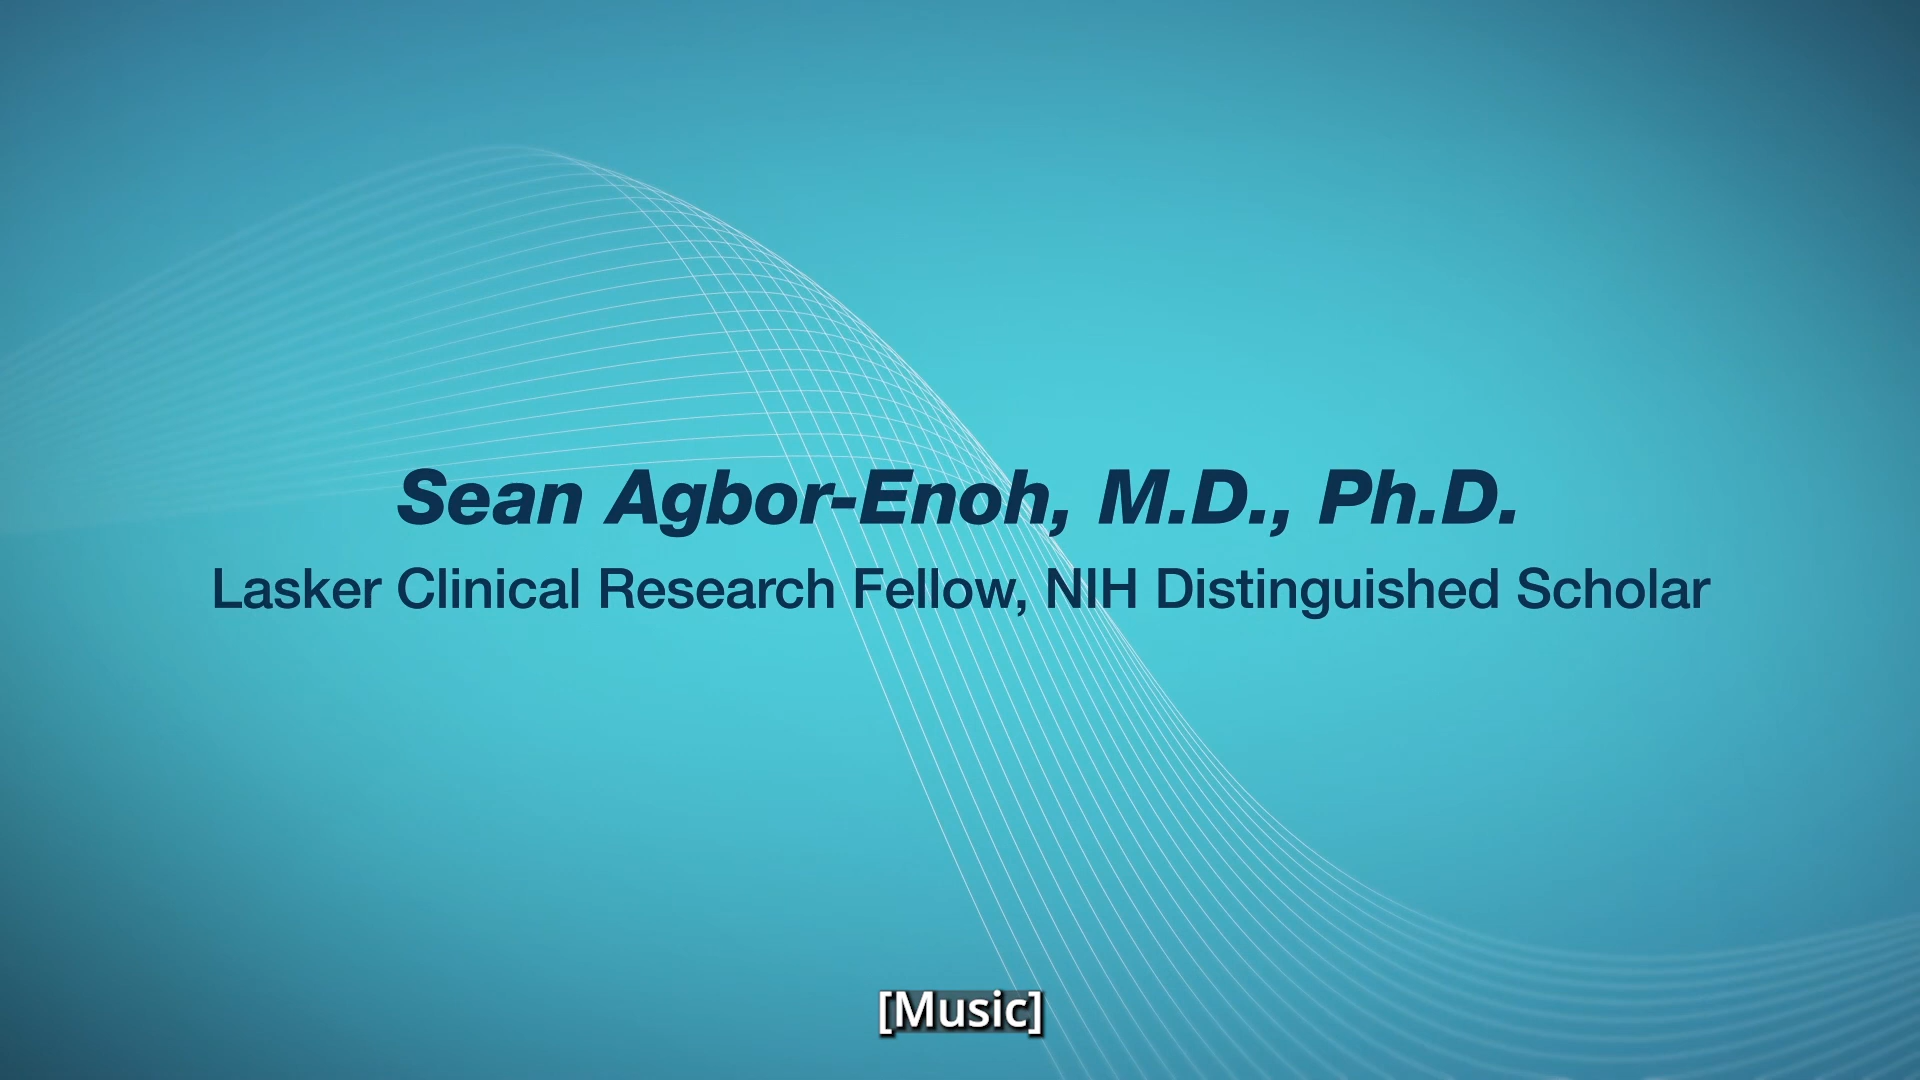 Sean Agbor-Enoh, M.D., Ph.D.
Lasker Clinical Research Fellow, NIH Distinguished Scholar
[Music]